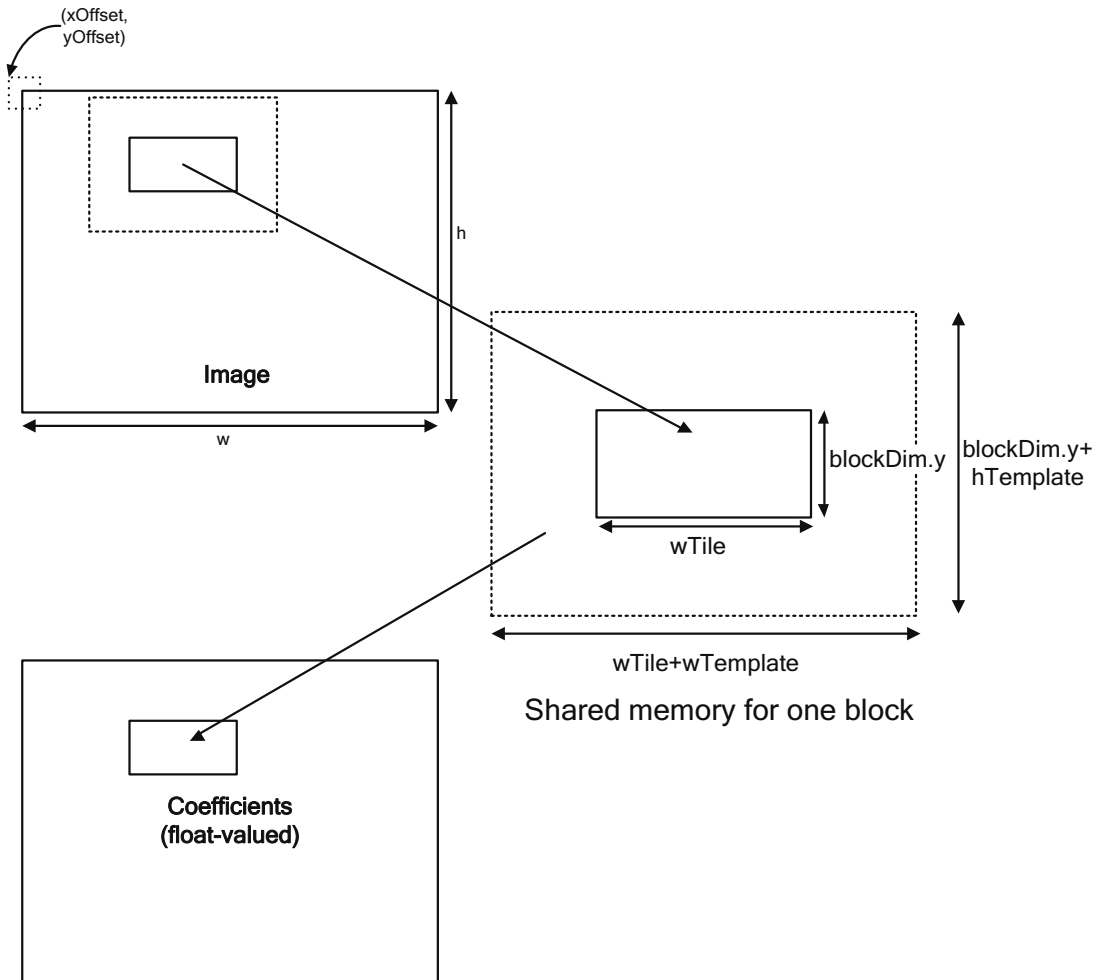 (xOffset,
yOffset)
h
Image
w
blockDim.y
blockDim.y+
hTemplate
wTile
wTile+wTemplate
Shared memory for one block
Coefficients
(float-valued)